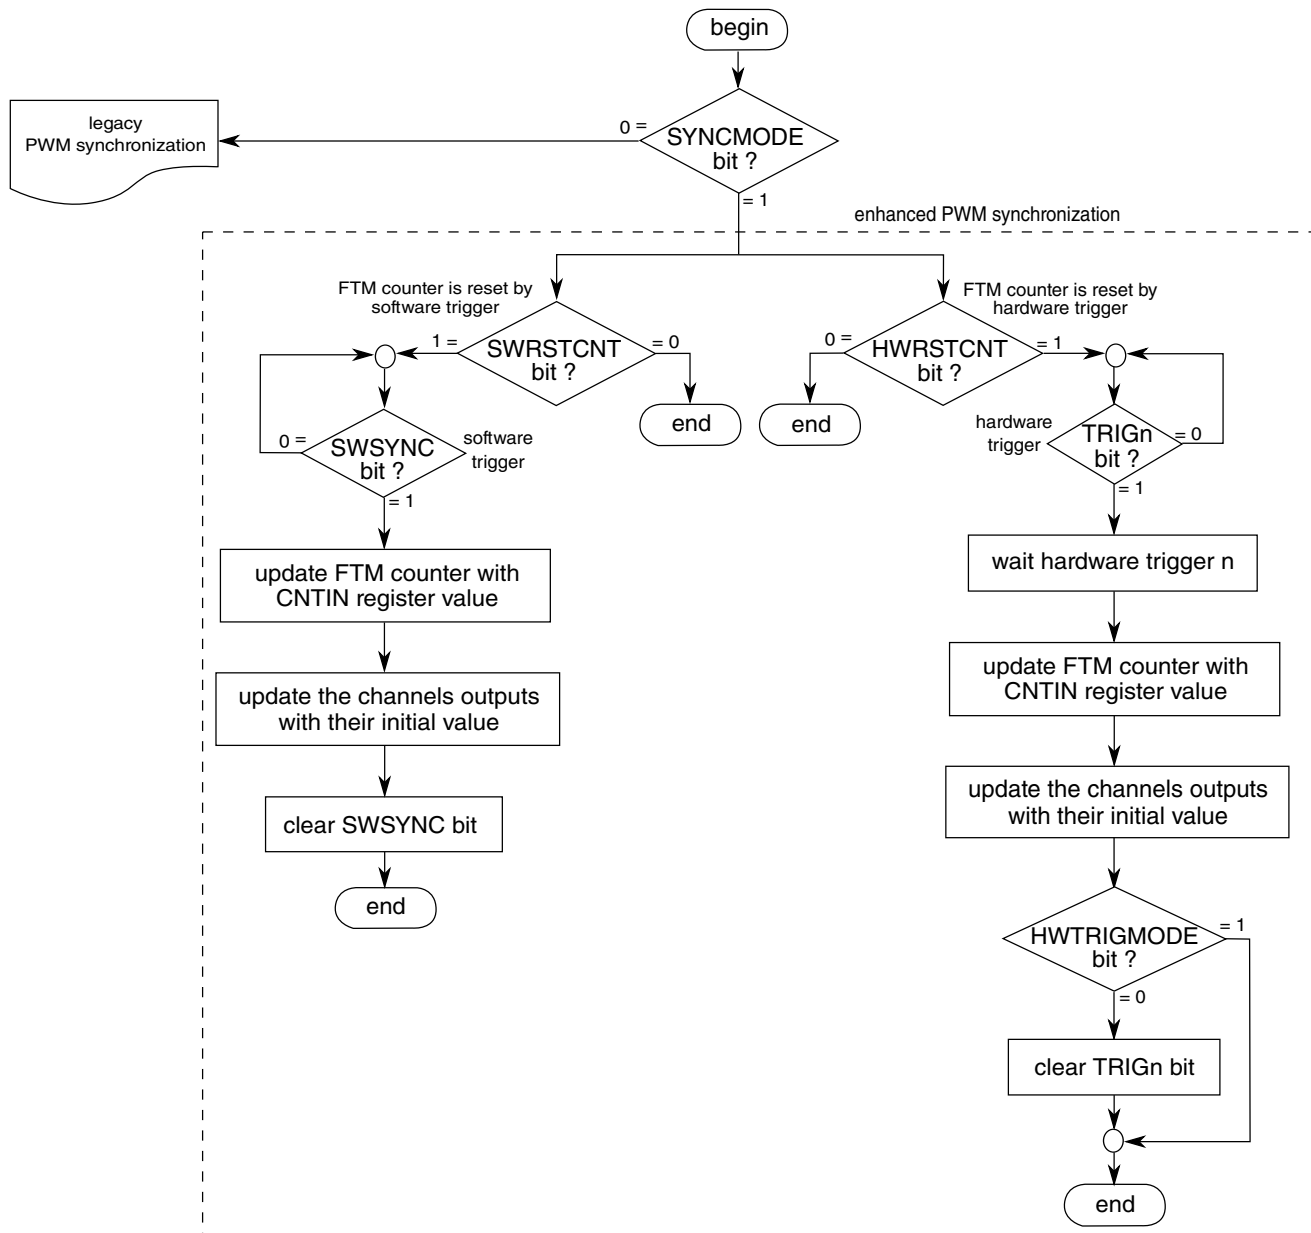 begin
legacy
PWM synchronization
0 =
SYNCMODE
bit ?
= 1
enhanced PWM synchronization
FTM counter is reset by
software trigger
FTM counter is reset by
hardware trigger
1 =
SWRSTCNT
bit ?
= 0
0 =
HWRSTCNT
bit ?
= 1
end
end
0 =
SWSYNC
bit ?
software
trigger
= 1
hardware
trigger
TRIGn
bit ?
= 0
= 1
update FTM counter with
CNTIN register value
update the channels outputs
with their initial value
clear SWSYNC bit
end
wait hardware trigger n
update FTM counter with
CNTIN register value
update the channels outputs
with their initial value
HWTRIGMODE
bit ?
= 1
= 0
clear TRIGn bit
end